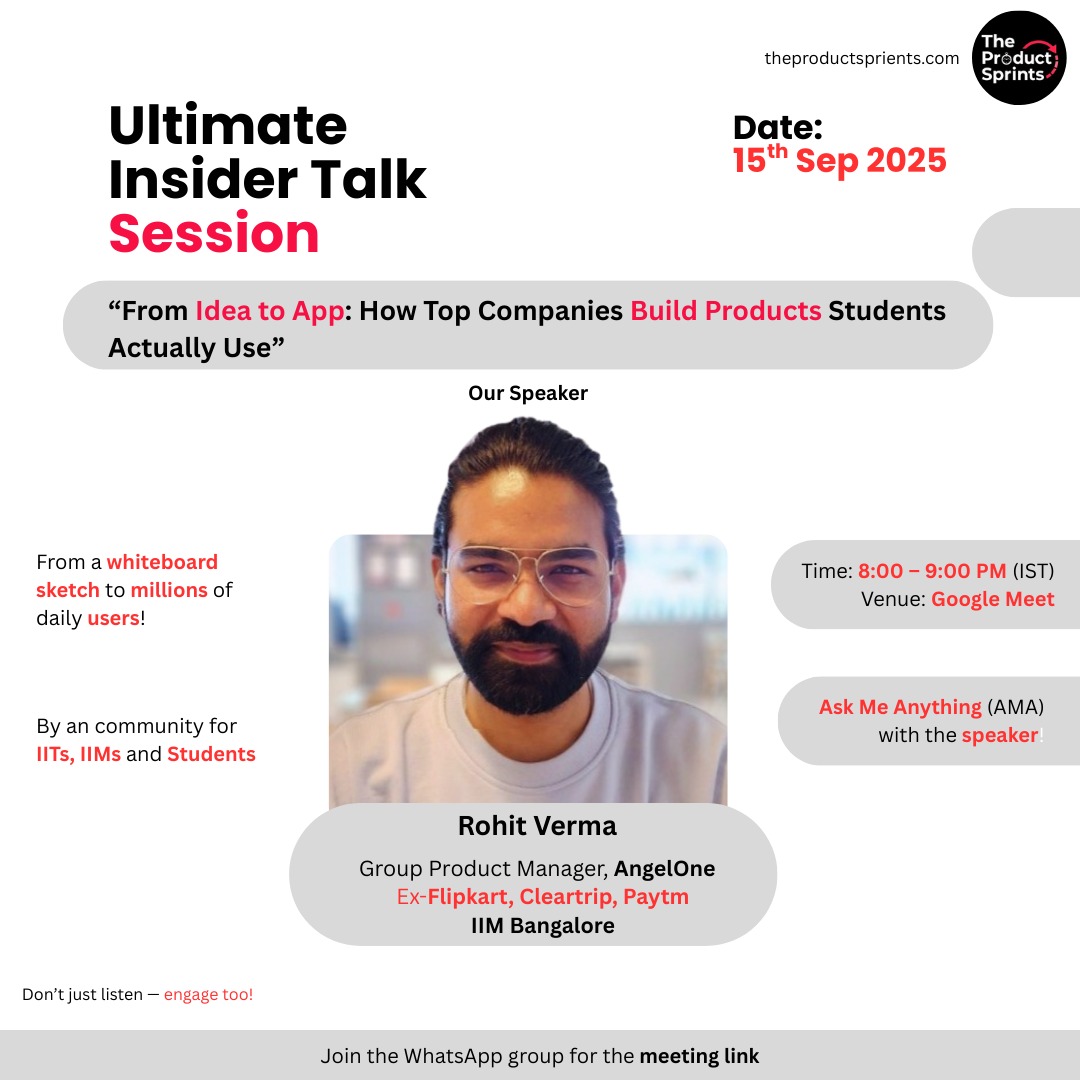 theproductsprients.com
The
Product
Sprints
Ultimate
Insider Talk
Session
Date:
15th Sep 2025
“From Idea to App: How Top Companies Build Products Students
Actually Use”
Our Speaker
From a whiteboard
sketch to millions of
daily users!
By an community for
IITs, IIMs and Students
Time: 8:00 – 9:00 PM (IST)
Venue: Google Meet
Ask Me Anything (AMA)
with the speaker!
Rohit Verma
Group Product Manager, AngelOne
Ex-Flipkart, Cleartrip, Paytm
IIM Bangalore
Don’t just listen — engage too!
Join the WhatsApp group for the meeting link